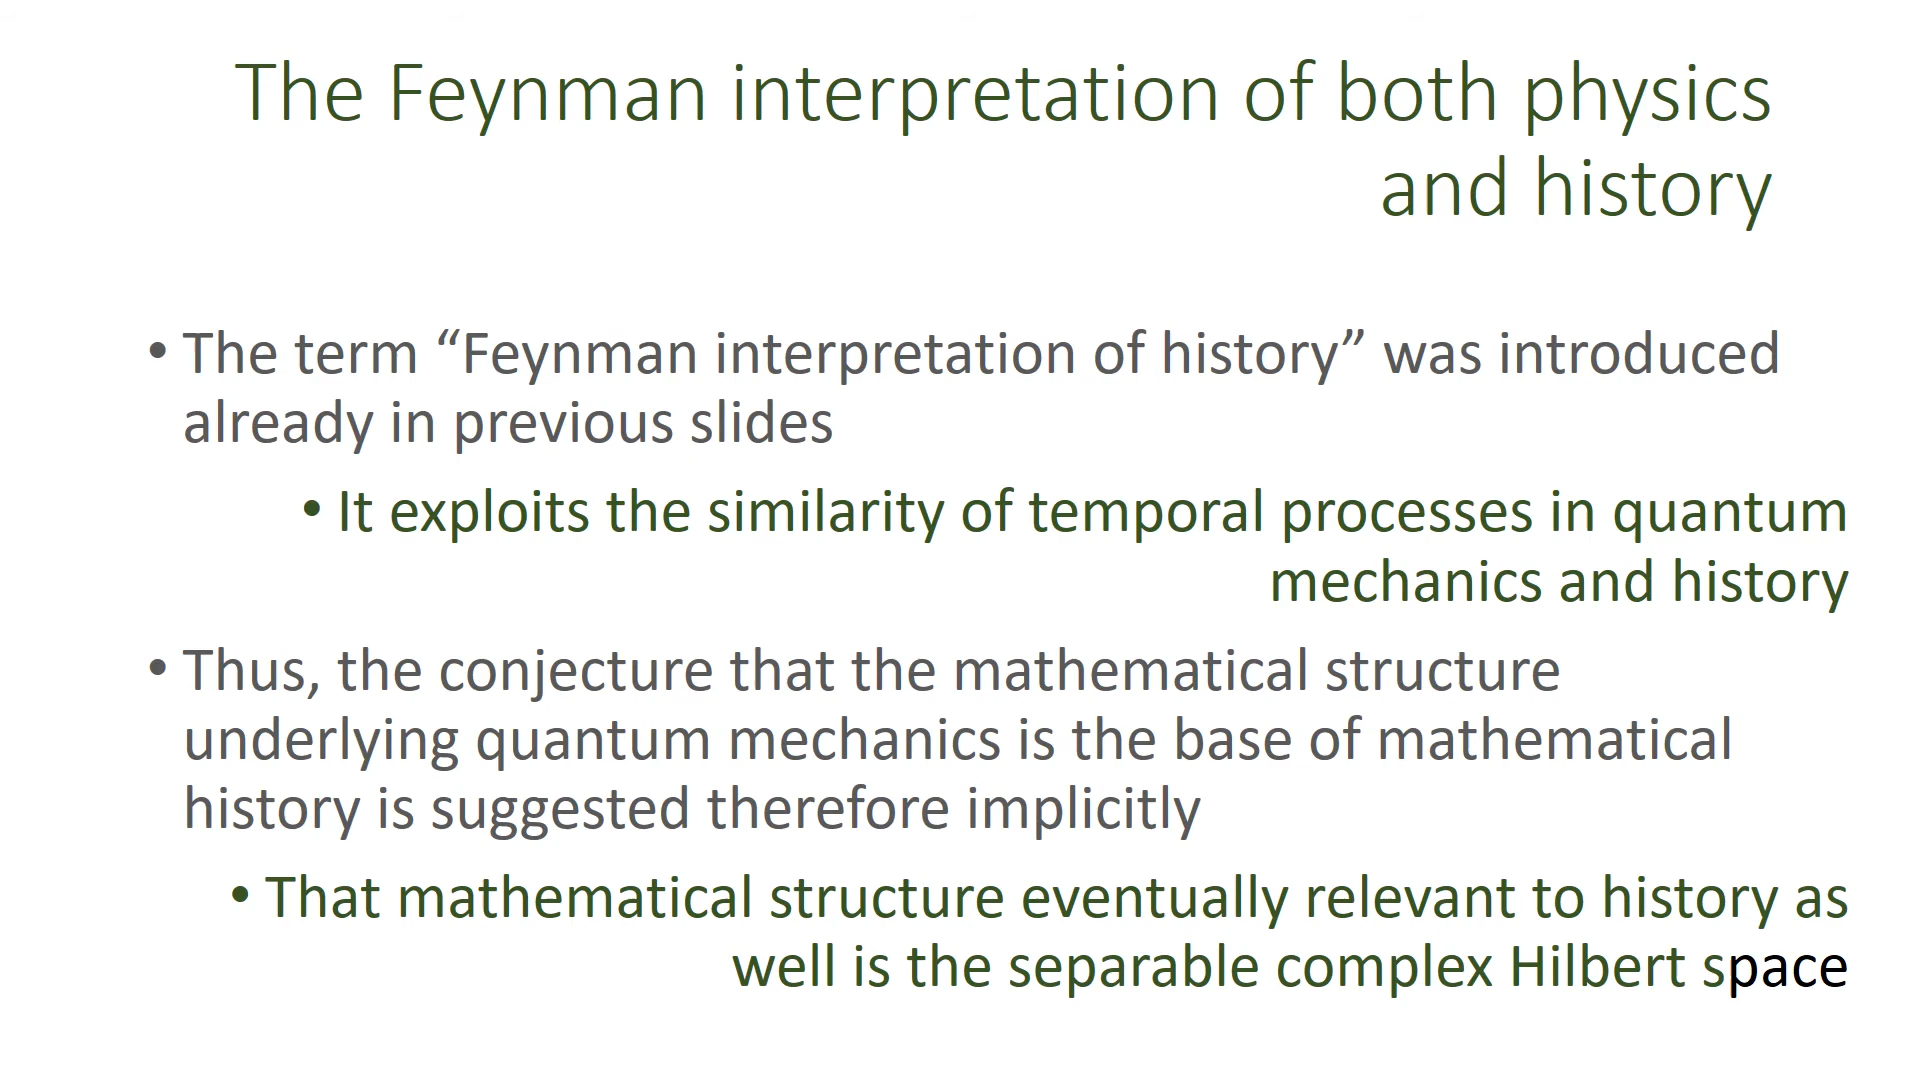 The Feynman interpretation of both physics
and history
• The term “Feynman interpretation of history” was introduced
already in previous slides
• It exploits the similarity of temporal processes in quantum
mechanics and history
• Thus, the conjecture that the mathematical structure
underlying quantum mechanics is the base of mathematical
history is suggested therefore implicitly
• That mathematical structure eventually relevant to history as
well is the separable complex Hilbert space